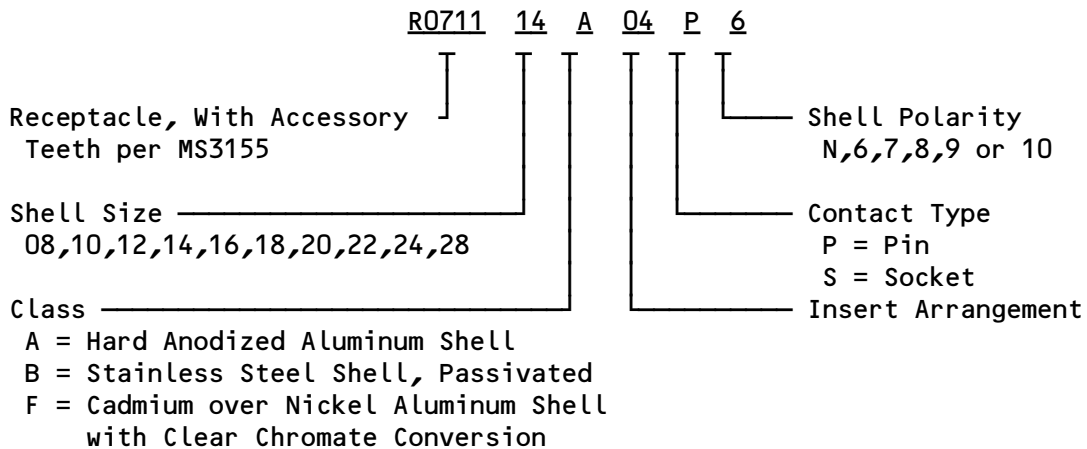 R0711 14 A 04 P 6
Receptacle, With Accessory
Teeth per MS3155
Shell Size
08,10,12,14,16,18,20,22,24,28
Class
A = Hard Anodized Aluminum Shell
B = Stainless Steel Shell, Passivated
F = Cadmium over Nickel Aluminum Shell
with Clear Chromate Conversion
Shell Polarity
N,6,7,8,9 or 10
Contact Type
P = Pin
S = Socket
Insert Arrangement